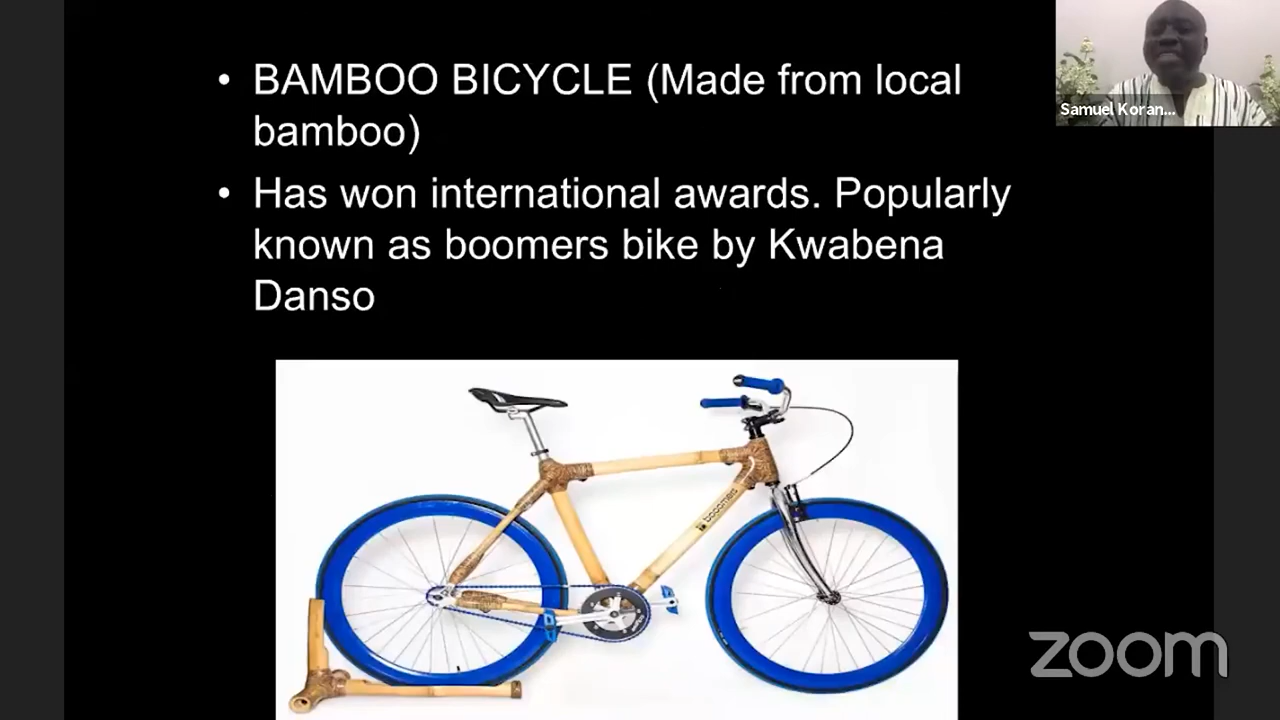 BAMBOO BICYCLE (Made from local
bamboo)
Has won international awards. Popularly
known as boomers bike by Kwabena
Danso
Samuel Koran...
booomers
zoom